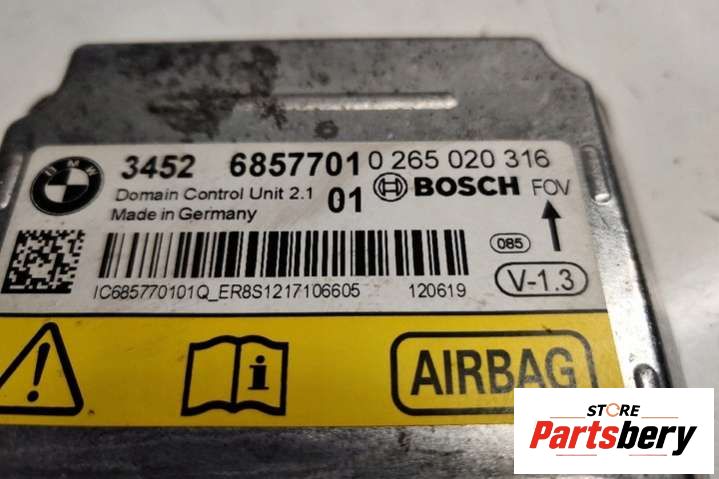 BMW 3452 6857701 0 265 020 316
Domain Control Unit 2.1 01 BOSCH FOV
Made in Germany
085
V-1.3
IC685770101Q_ER8S1217106605 120619
i AIRBAG
STORE
Partsbery